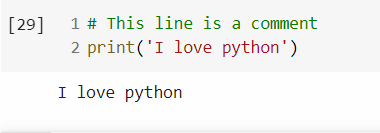 [29] 1 # This line is a comment
2 print('I love python')
I love python